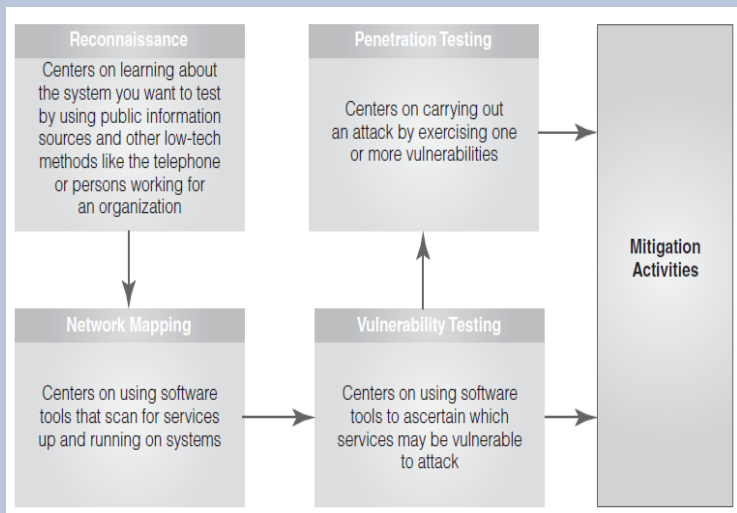 Reconnaissance
Centers on learning about
the system you want to test
by using public information
sources and other low-tech
methods like the telephone
or persons working for
an organization
Network Mapping
Centers on using software
tools that scan for services
up and running on systems
Vulnerability Testing
Centers on using software
tools to ascertain which
services may be vulnerable
to attack
Penetration Testing
Centers on carrying out
an attack by exercising one
or more vulnerabilities
Mitigation
Activities